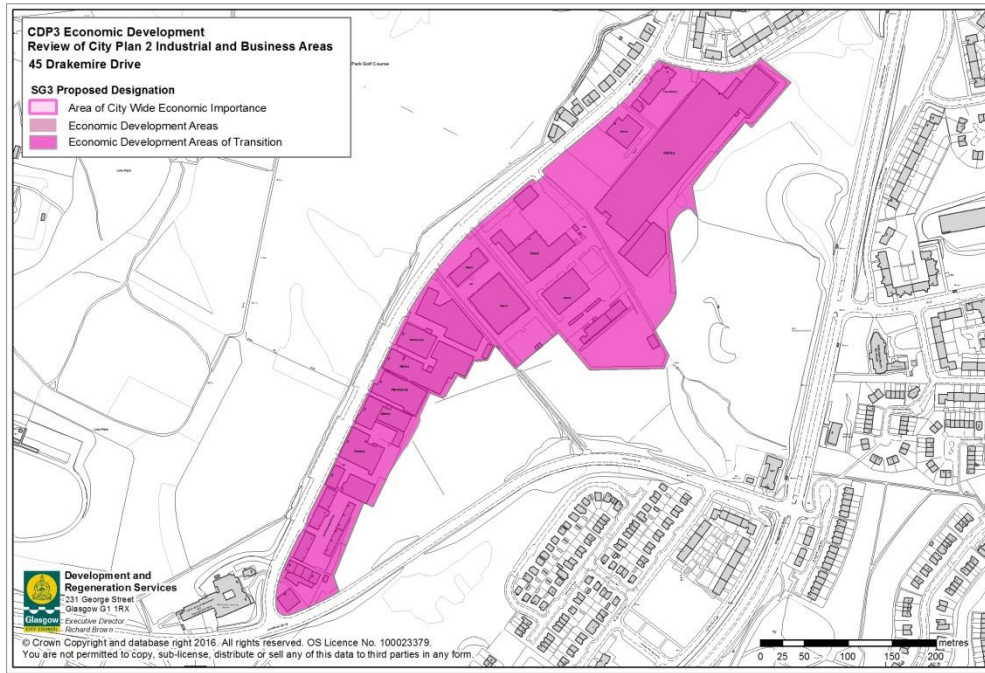 CDP3 Economic Development
Review of City Plan 2 Industrial and Business Areas
45 Drakemire Drive
SG3 Proposed Designation
Area of City Wide Economic Importance
Economic Development Areas
Economic Development Areas of Transition
Park Golf Course
Linn Park
Linn Park
Development and
Regeneration Services
231 George Street
Glasgow G1 1RX
Executive Director
Richard Brown
Glasgow
CITY COUNCIL
© Crown Copyright and database right 2016. All rights reserved. OS Licence No. 100023379.
You are not permitted to copy, sub-license, distribute or sell any of this data to third parties in any form.
metres
0 25 50 100 150 200